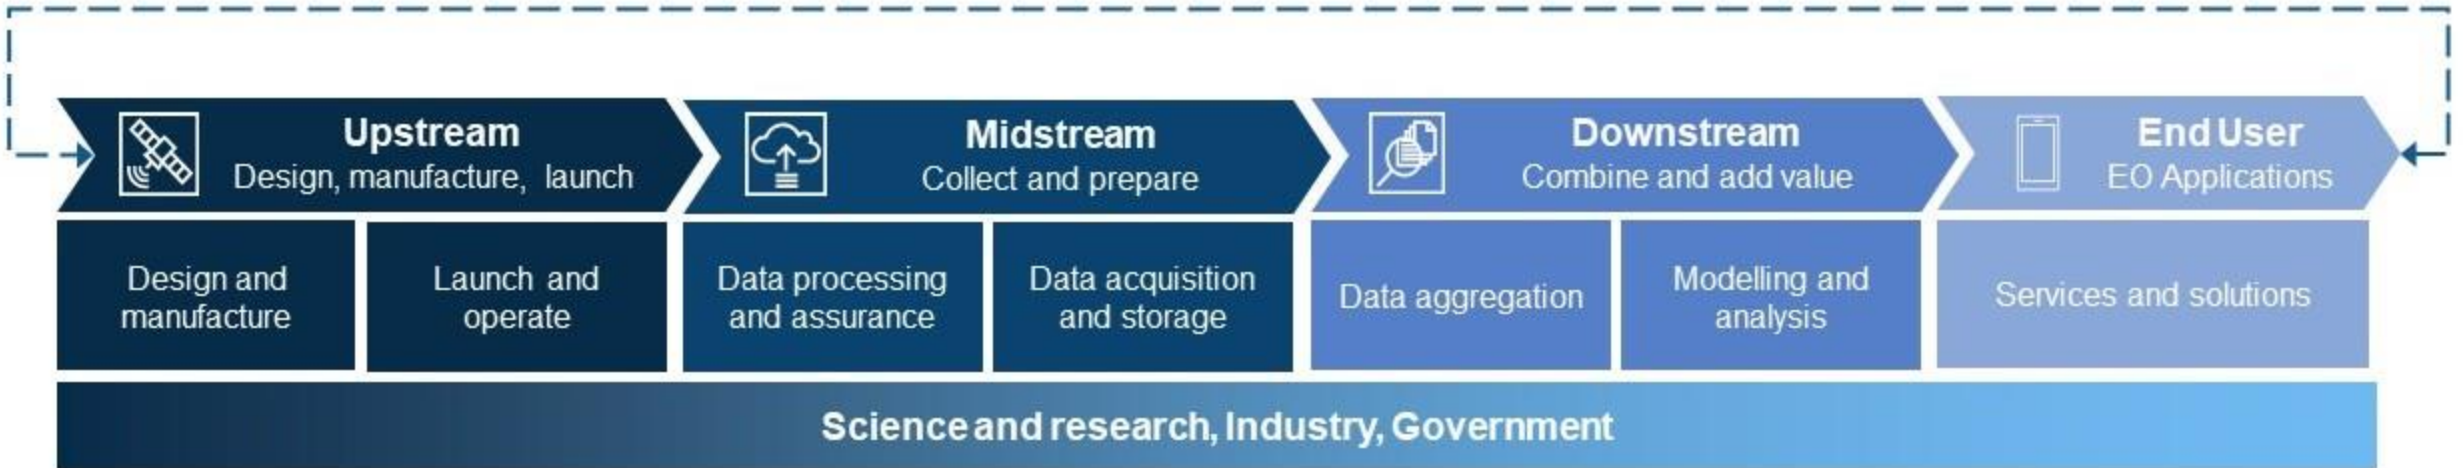 Upstream
Design, manufacture, launch
Midstream
Collect and prepare
Downstream
Combine and add value
End User
EO Applications
Design and
manufacture
Launch and
operate
Data processing
and assurance
Data acquisition
and storage
Data aggregation
Modelling and
analysis
Services and solutions
Science and research, Industry, Government